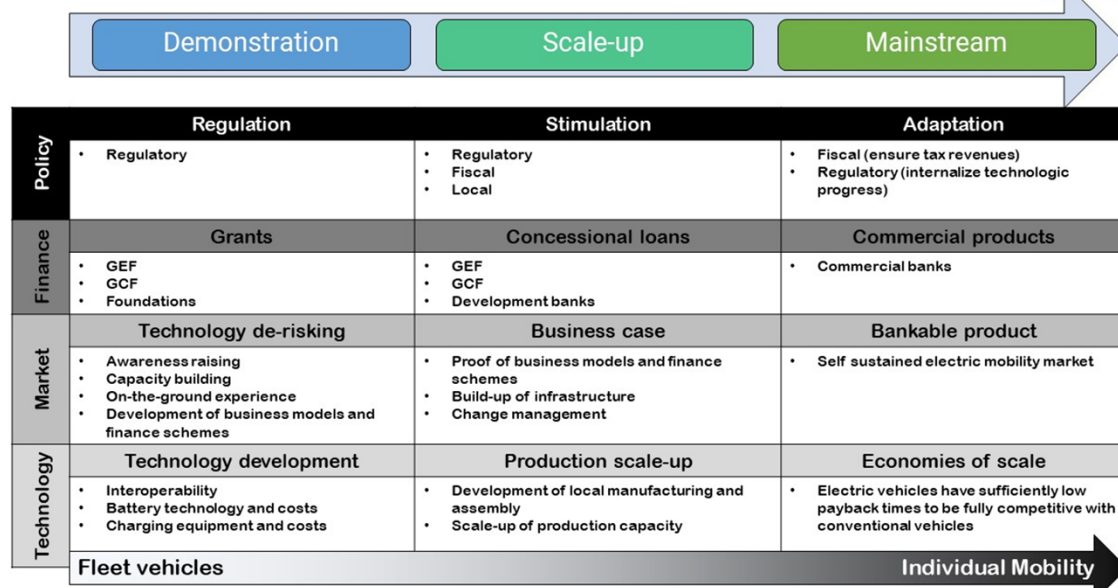 Demonstration
Scale-up
Mainstream
Policy
Regulation
Stimulation
Adaptation
• Regulatory
• Regulatory
• Fiscal
• Local
• Fiscal (ensure tax revenues)
• Regulatory (internalize technologic
progress)
Finance
Grants
Concessional loans
Commercial products
• GEF
• GCF
• Foundations
• GEF
• GCF
• Development banks
• Commercial banks
Market
Technology de-risking
Business case
Bankable product
• Awareness raising
• Capacity building
• On-the-ground experience
• Development of business models and
finance schemes
• Proof of business models and finance
schemes
• Build-up of infrastructure
• Change management
• Self sustained electric mobility market
Technology
Technology development
Production scale-up
Economies of scale
• Interoperability
• Battery technology and costs
• Charging equipment and costs
• Development of local manufacturing and
assembly
• Scale-up of production capacity
• Electric vehicles have sufficiently low
payback times to be fully competitive with
conventional vehicles
Fleet vehicles
Individual Mobility